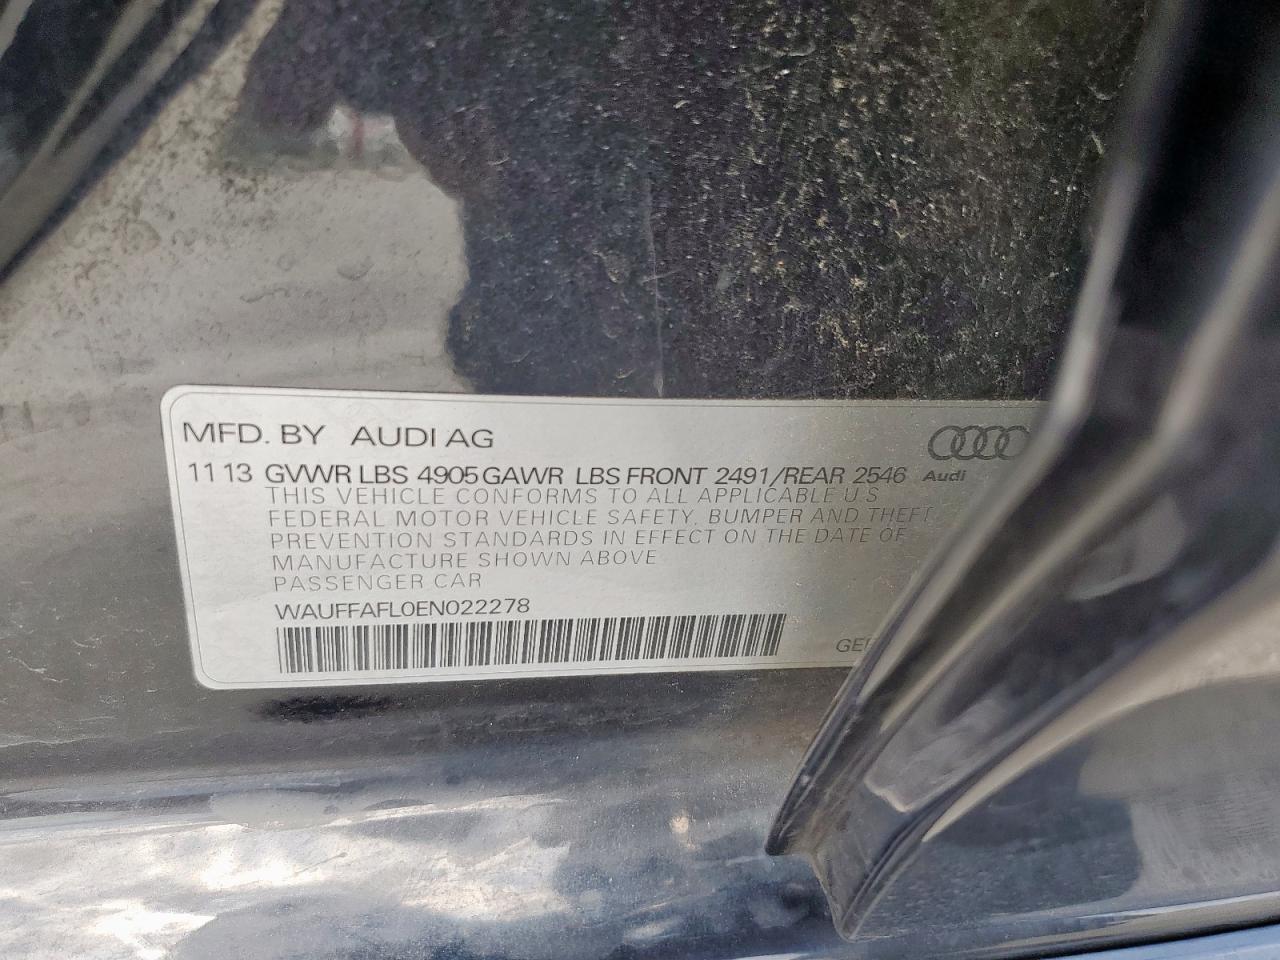 MFD. BY AUDI AG
11 13 GVWR LBS 4905 GAWR LBS FRONT 2491/REAR 2546 Audi
THIS VEHICLE CONFORMS TO ALL APPLICABLE U S
FEDERAL MOTOR VEHICLE SAFETY, BUMPER AND THEFT
PREVENTION STANDARDS IN EFFECT ON THE DATE OF
MANUFACTURE SHOWN ABOVE
PASSENGER CAR
WAUFFAFL0EN022278